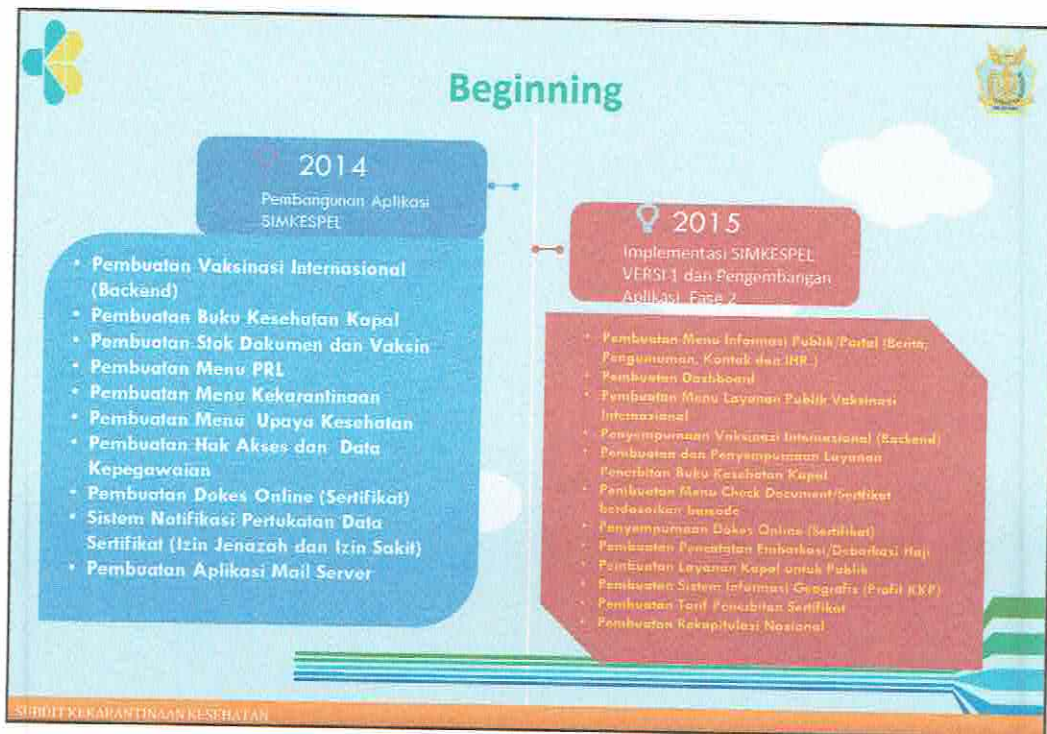 Beginning
2014
Pembangunan Aplikasi
SIMKESPEL
• Pembuatan Vaksinasi Internasional
(Backend)
• Pembuatan Buku Kesehatan Kapal
• Pembuatan Stok Dokumen dan Vaksin
• Pembuatan Menu PRL
• Pembuatan Menu Kekarantinaan
• Pembuatan Menu Upaya Kesehatan
• Pembuatan Hak Akses dan Data
Kepegawaian
• Pembuatan Dokes Online (Sertifikat)
• Sistem Notifikasi Pertukatan Data
Sertifikat (Izin Jenazah dan Izin Sakit)
• Pembuatan Aplikasi Mail Server
2015
Implementasi SIMKESPEL
VERSI 1 dan Pengembangan
Aplikasi Fase 2
• Pembuatan Menu Informasi Publik/Portal (Berita,
Pengumuman, Kontak dan IHR.)
• Pembuatan Dashboard
• Pembuatan Menu Layanan Publik Vaksinasi
Internasional
• Penyempurnaan Vaksinasi Internasional (Backend)
• Pembuatan dan Penyempurnaan Layanan
Penerbitan Buku Kesehatan Kapal
• Pembuatan Menu Check Document/Sertifikat
berdasarkan barcode
• Penyempurnaan Dokes Online (Sertifikat)
• Pembuatan Pencatatan Embarkasi/Debarkasi Haji
• Pembuatan Layanan Kapal untuk Publik
• Pembuatan Sistem Informasi Geografis (Profil KKP)
• Pembuatan Tarif Penerbitan Sertifikat
• Pembuatan Rekapitulasi Nasional
SUBDIT KEKARANTINAAN KESEHATAN